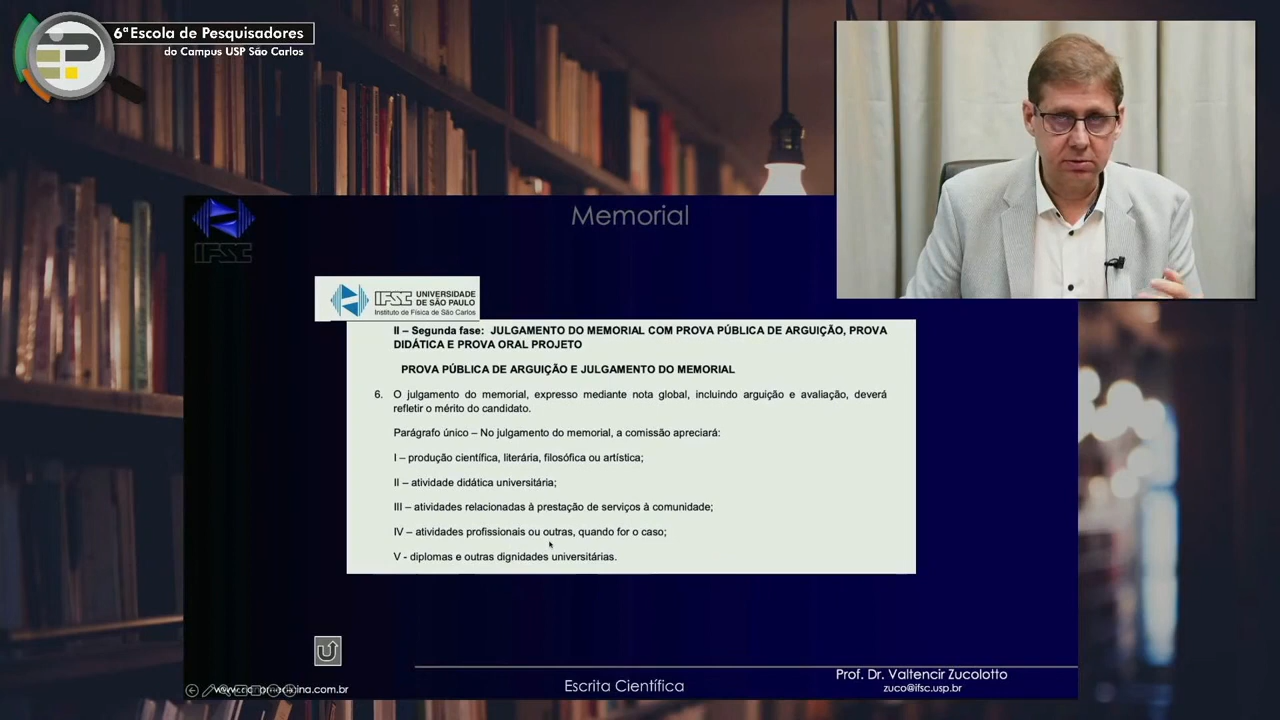 6ª Escola de Pesquisadores
do Campus USP São Carlos
Memorial
IFSC
IFSC UNIVERSIDADE
DE SÃO PAULO
Instituto de Física de São Carlos
II – Segunda fase: JULGAMENTO DO MEMORIAL COM PROVA PÚBLICA DE ARGUIÇÃO, PROVA
DIDÁTICA E PROVA ORAL PROJETO
PROVA PÚBLICA DE ARGUIÇÃO E JULGAMENTO DO MEMORIAL
6. O julgamento do memorial, expresso mediante nota global, incluindo arguição e avaliação, deverá
refletir o mérito do candidato.
Parágrafo único – No julgamento do memorial, a comissão apreciará:
I – produção científica, literária, filosófica ou artística;
II – atividade didática universitária;
III – atividades relacionadas à prestação de serviços à comunidade;
IV – atividades profissionais ou outras, quando for o caso;
V - diplomas e outras dignidades universitárias.
Escrita Científica
Prof. Dr. Valtencir Zucolotto
zuco@ifsc.usp.br